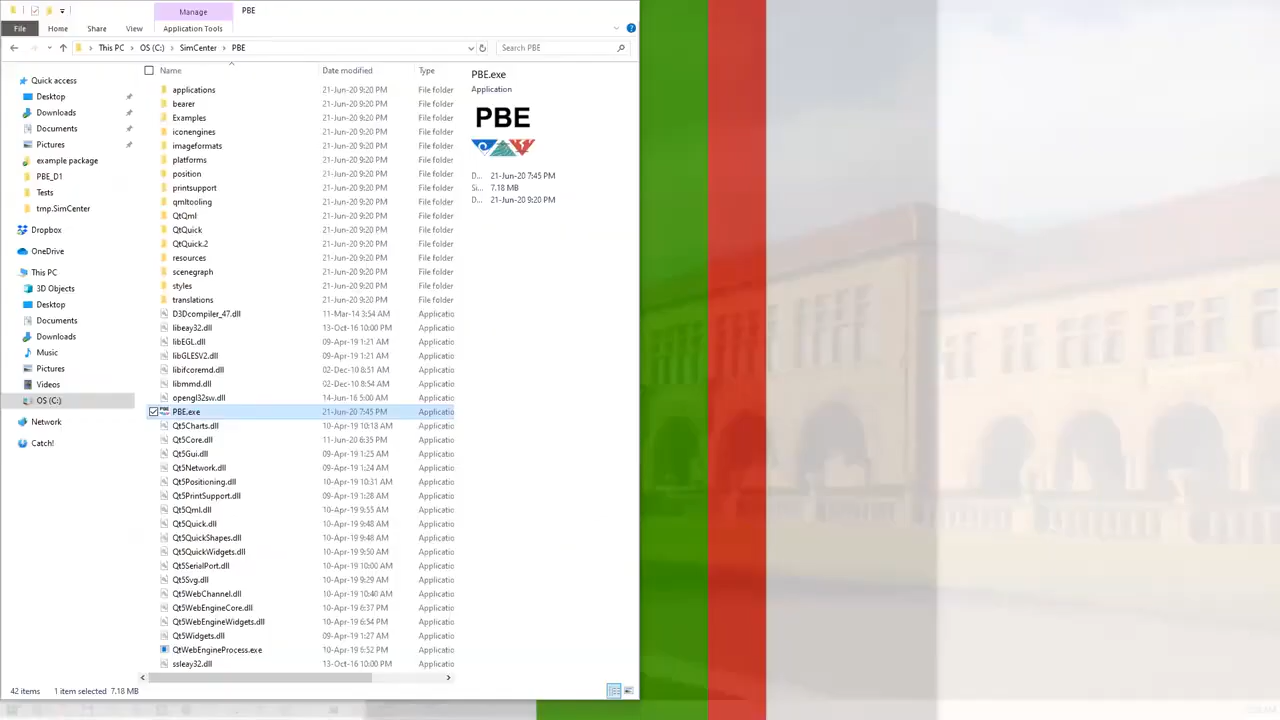 Manage
PBE
File
Home
Share
View
Application Tools
This PC
OS (C:)
SimCenter
PBE
Search PBE
Name
Date modified
Type
Quick access
Desktop
Downloads
Documents
Pictures
example package
PBE_D1
Tests
tmp.SimCenter
Dropbox
OneDrive
This PC
3D Objects
Desktop
Documents
Downloads
Music
Pictures
Videos
OS (C:)
Network
Catch!
applications 21-Jun-20 9:20 PM File folder
bearer 21-Jun-20 9:20 PM File folder
Examples 21-Jun-20 9:20 PM File folder
iconengines 21-Jun-20 9:20 PM File folder
imageformats 21-Jun-20 9:20 PM File folder
platforms 21-Jun-20 9:20 PM File folder
position 21-Jun-20 9:20 PM File folder
printsupport 21-Jun-20 9:20 PM File folder
qmltooling 21-Jun-20 9:20 PM File folder
QtQml 21-Jun-20 9:20 PM File folder
QtQuick 21-Jun-20 9:20 PM File folder
QtQuick.2 21-Jun-20 9:20 PM File folder
resources 21-Jun-20 9:20 PM File folder
scenegraph 21-Jun-20 9:20 PM File folder
styles 21-Jun-20 9:20 PM File folder
translations 21-Jun-20 9:20 PM File folder
D3Dcompiler_47.dll 11-Mar-14 3:54 AM Applicatio
libeay32.dll 13-Oct-16 10:00 PM Applicatio
libEGL.dll 09-Apr-19 1:21 AM Applicatio
libGLESV2.dll 09-Apr-19 1:21 AM Applicatio
libifcoremd.dll 02-Dec-10 8:51 AM Applicatio
libmmd.dll 02-Dec-10 8:54 AM Applicatio
opengl32sw.dll 14-Jun-16 5:00 AM Applicatio
PBE.exe 21-Jun-20 7:45 PM Applicatio
Qt5Charts.dll 10-Apr-19 10:18 AM Applicatio
Qt5Core.dll 11-Jun-16 6:35 PM Applicatio
Qt5Gui.dll 09-Apr-19 1:25 AM Applicatio
Qt5Network.dll 09-Apr-19 1:24 AM Applicatio
Qt5Positioning.dll 10-Apr-19 10:31 AM Applicatio
Qt5PrintSupport.dll 09-Apr-19 1:28 AM Applicatio
Qt5Qml.dll 10-Apr-19 9:55 AM Applicatio
Qt5Quick.dll 10-Apr-19 9:48 AM Applicatio
Qt5QuickShapes.dll 10-Apr-19 9:48 AM Applicatio
Qt5QuickWidgets.dll 10-Apr-19 9:50 AM Applicatio
Qt5SerialPort.dll 10-Apr-19 10:00 AM Applicatio
Qt5Svg.dll 10-Apr-19 9:29 AM Applicatio
Qt5WebChannel.dll 10-Apr-19 10:40 AM Applicatio
Qt5WebEngineCore.dll 10-Apr-19 6:37 PM Applicatio
Qt5WebEngineWidgets.dll 10-Apr-19 6:54 PM Applicatio
Qt5Widgets.dll 09-Apr-19 1:27 AM Applicatio
QtWebEngineProcess.exe 10-Apr-19 6:52 PM Applicatio
ssleay32.dll 13-Oct-16 10:00 PM Applicatio
PBE.exe
Application
PBE
D... 21-Jun-20 7:45 PM
Si... 7.18 MB
D... 21-Jun-20 9:20 PM
42 items 1 item selected 7.18 MB